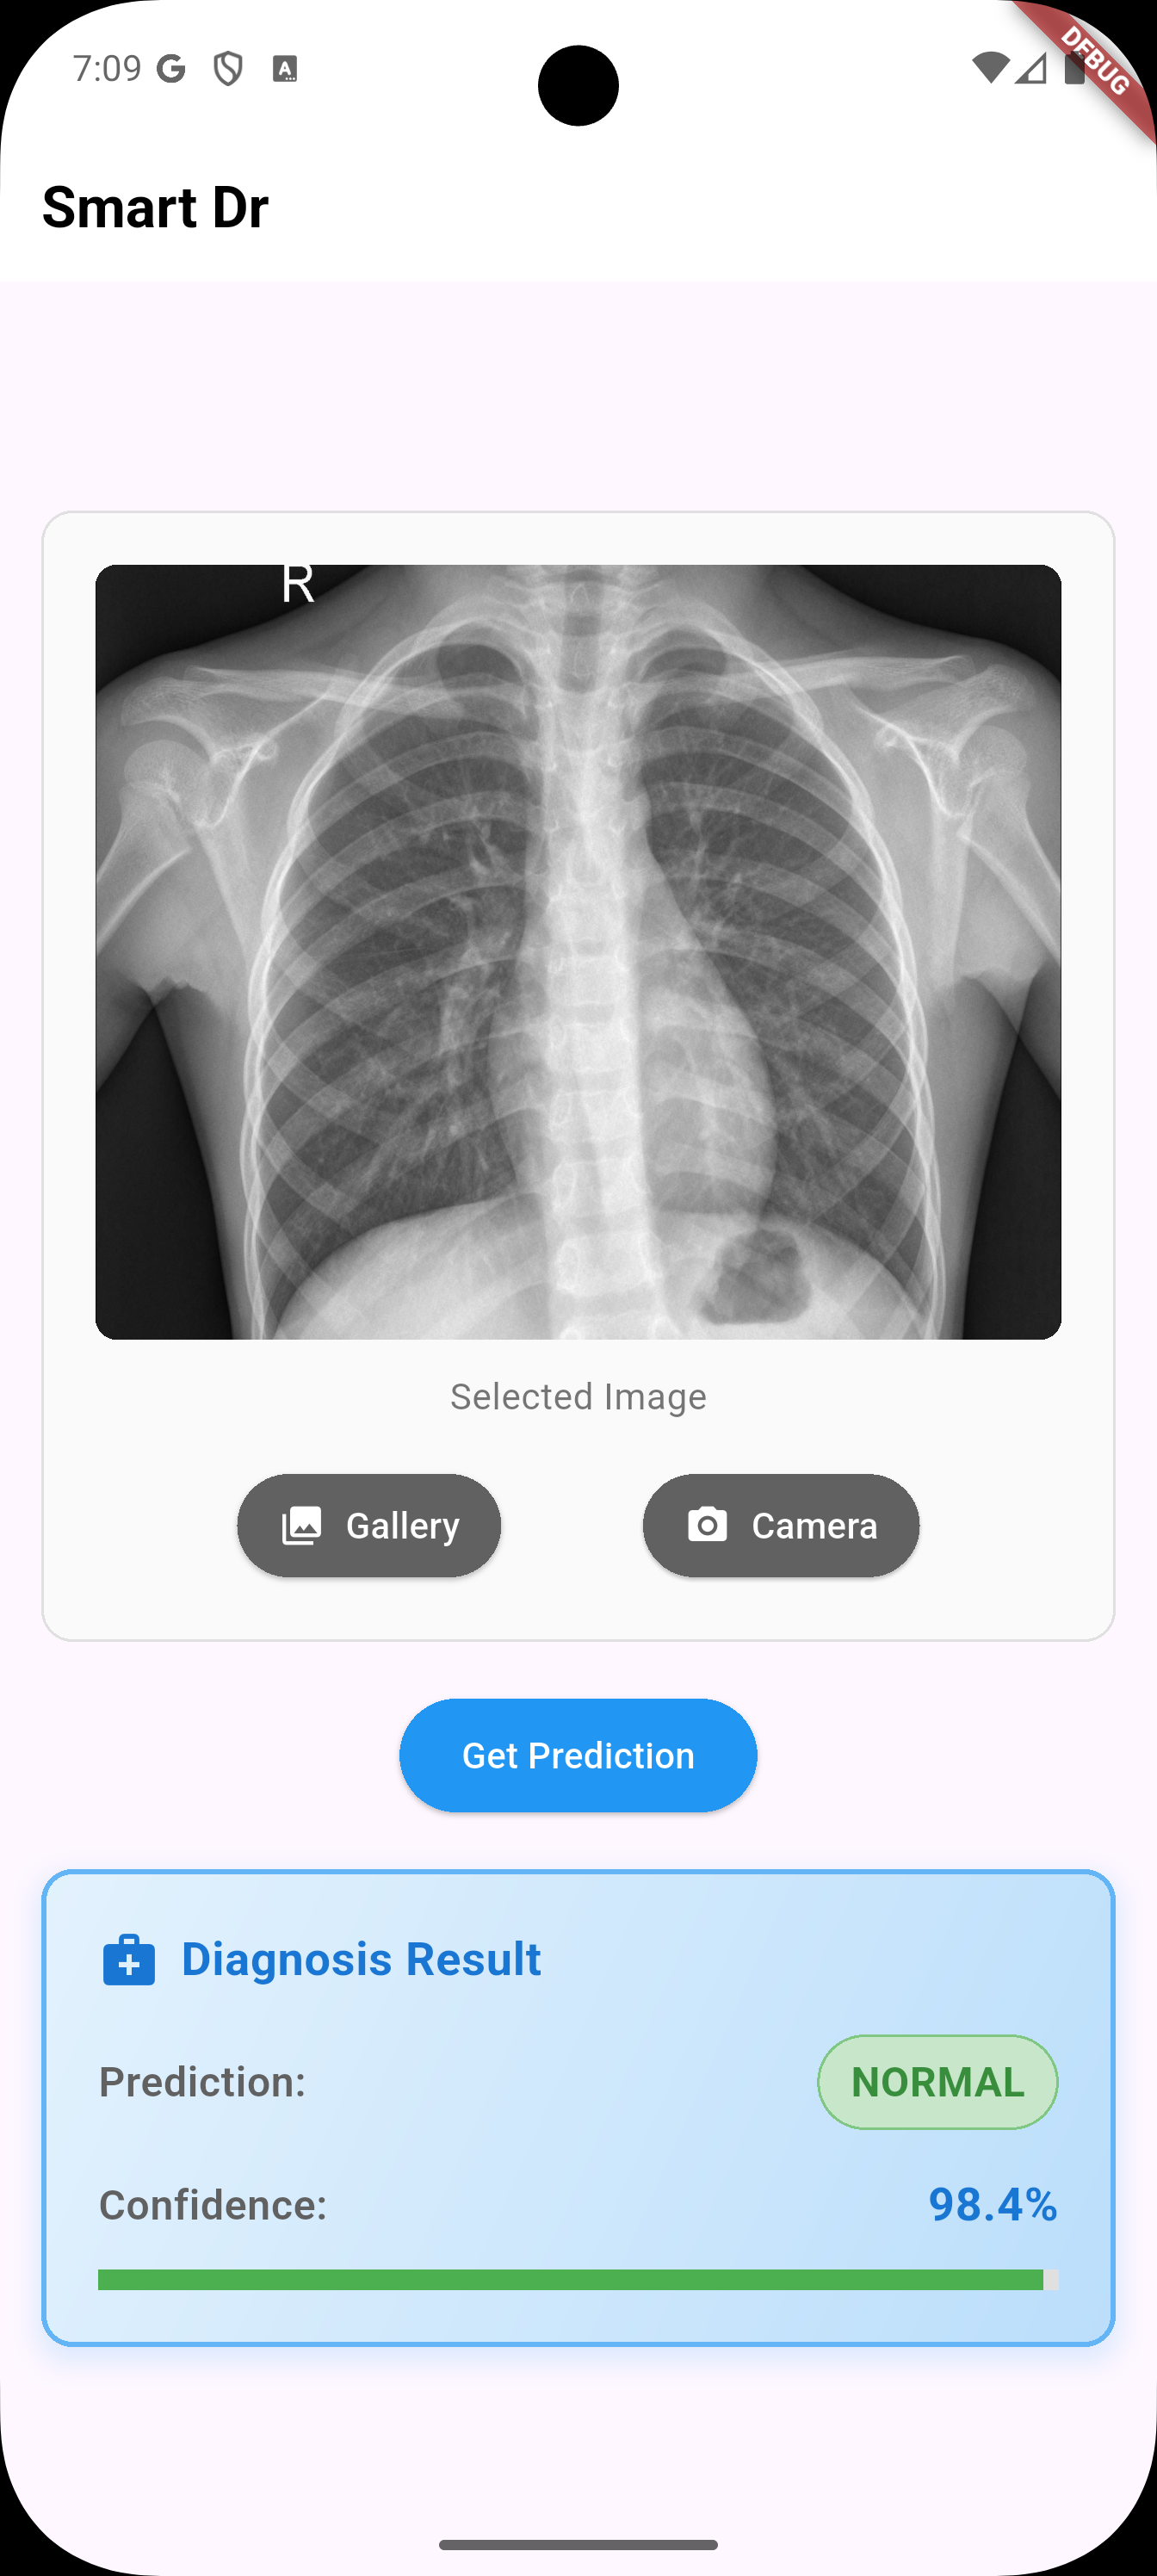 7:09
DEBUG
Smart Dr
R
Selected Image
Gallery Camera
Get Prediction
Diagnosis Result
Prediction: NORMAL
Confidence: 98.4%